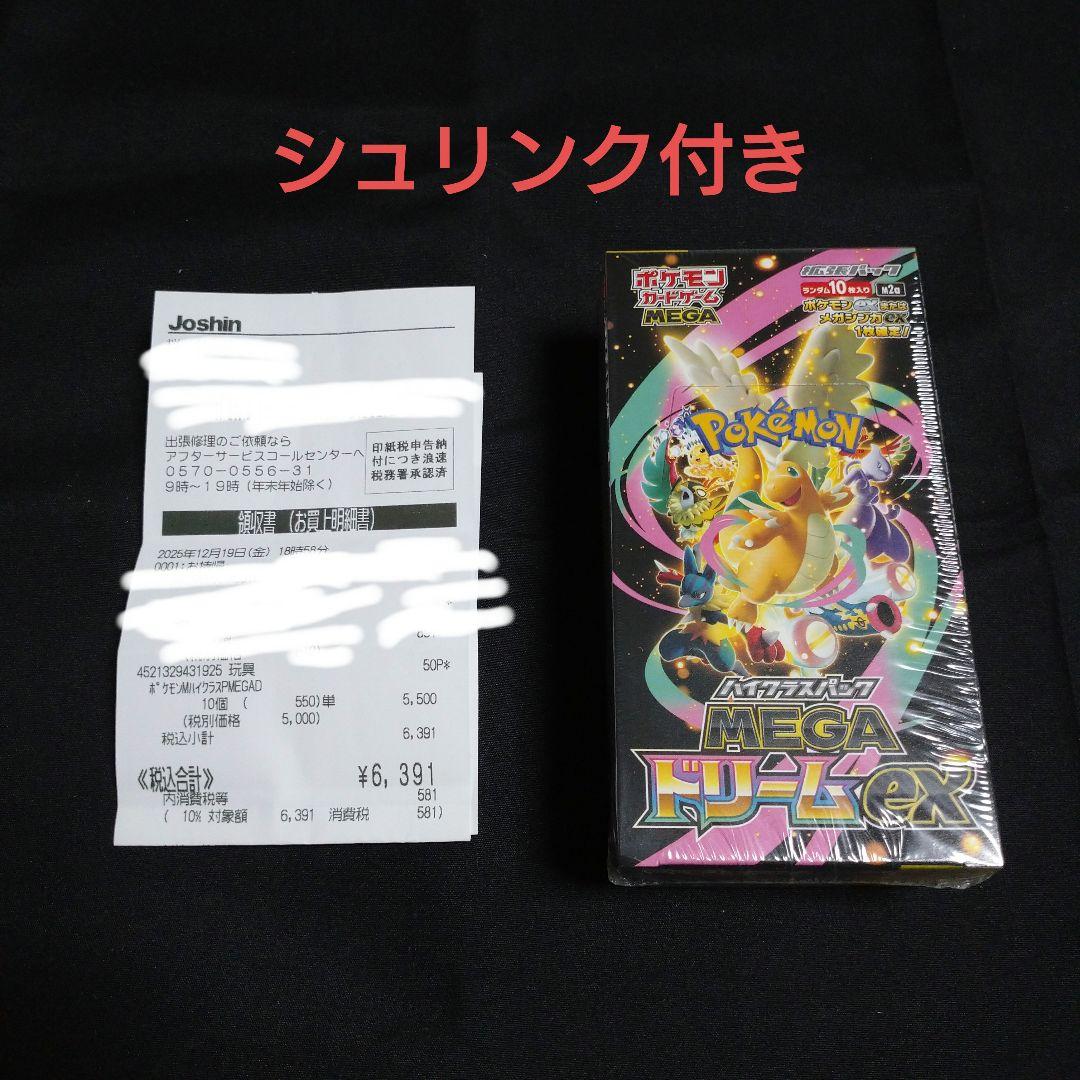 シュリンク付き
Joshin
出張修理のご依頼なら
アフターサービスコールセンターへ
0570-0556-31
9時～19時(年末年始除く)
印紙税申告納
付につき浪速
税務署承認済
領収書 (お買上明細書)
2025年12月19日(金) 18時58分
4521329431925 玩具 50P*
ポケモンMハイクラスPMEGAD
10個 ( 550)単 5,500
(税別価格 5,000)
税込小計 6,391
≪税込合計≫ ¥6,391
内消費税等 581
( 10% 対象額 6,391 消費税 581)
ポケモン
カードゲーム
MEGA
拡張パック
ランダム10枚入り M2a
ポケモンexまたは
メガシンカex
1枚確定!
POKéMON
ハイクラスパック
MEGA
ドリームex